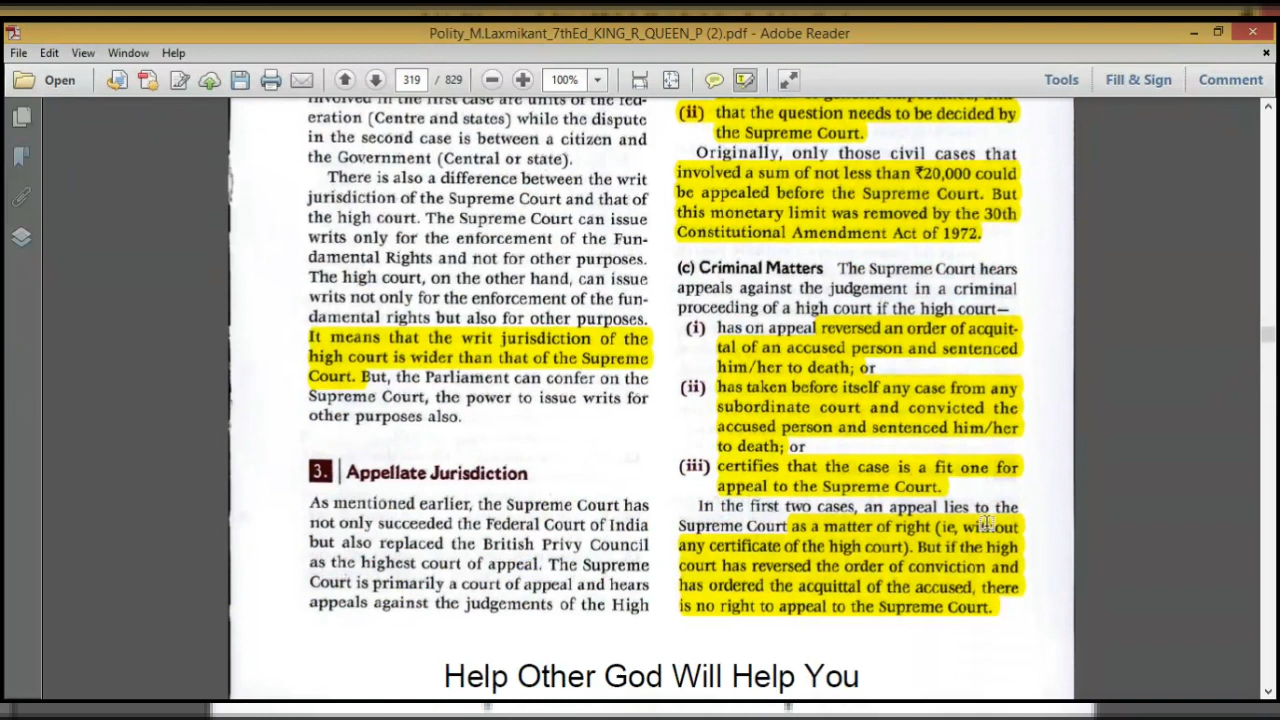 Polity_M.Laxmikant_7thEd_KING_R_QUEEN_P (2).pdf - Adobe Reader
File Edit View Window Help
Open 319 / 829 100% Tools Fill & Sign Comment
involved in the first case are units of the fed-
eration (Centre and states) while the dispute
in the second case is between a citizen and
the Government (Central or state).
There is also a difference between the writ
jurisdiction of the Supreme Court and that of
the high court. The Supreme Court can issue
writs only for the enforcement of the Fun-
damental Rights and not for other purposes.
The high court, on the other hand, can issue
writs not only for the enforcement of the fun-
damental rights but also for other purposes.
It means that the writ jurisdiction of the
high court is wider than that of the Supreme
Court. But, the Parliament can confer on the
Supreme Court, the power to issue writs for
other purposes also.
3. Appellate Jurisdiction
As mentioned earlier, the Supreme Court has
not only succeeded the Federal Court of India
but also replaced the British Privy Council
as the highest court of appeal. The Supreme
Court is primarily a court of appeal and hears
appeals against the judgements of the High
(ii) that the question needs to be decided by
the Supreme Court.
Originally, only those civil cases that
involved a sum of not less than ₹20,000 could
be appealed before the Supreme Court. But
this monetary limit was removed by the 30th
Constitutional Amendment Act of 1972.
(c) Criminal Matters The Supreme Court hears
appeals against the judgement in a criminal
proceeding of a high court if the high court—
(i) has on appeal reversed an order of acquit-
tal of an accused person and sentenced
him/her to death; or
(ii) has taken before itself any case from any
subordinate court and convicted the
accused person and sentenced him/her
to death; or
(iii) certifies that the case is a fit one for
appeal to the Supreme Court.
In the first two cases, an appeal lies to the
Supreme Court as a matter of right (ie, without
any certificate of the high court). But if the high
court has reversed the order of conviction and
has ordered the acquittal of the accused, there
is no right to appeal to the Supreme Court.
Help Other God Will Help You